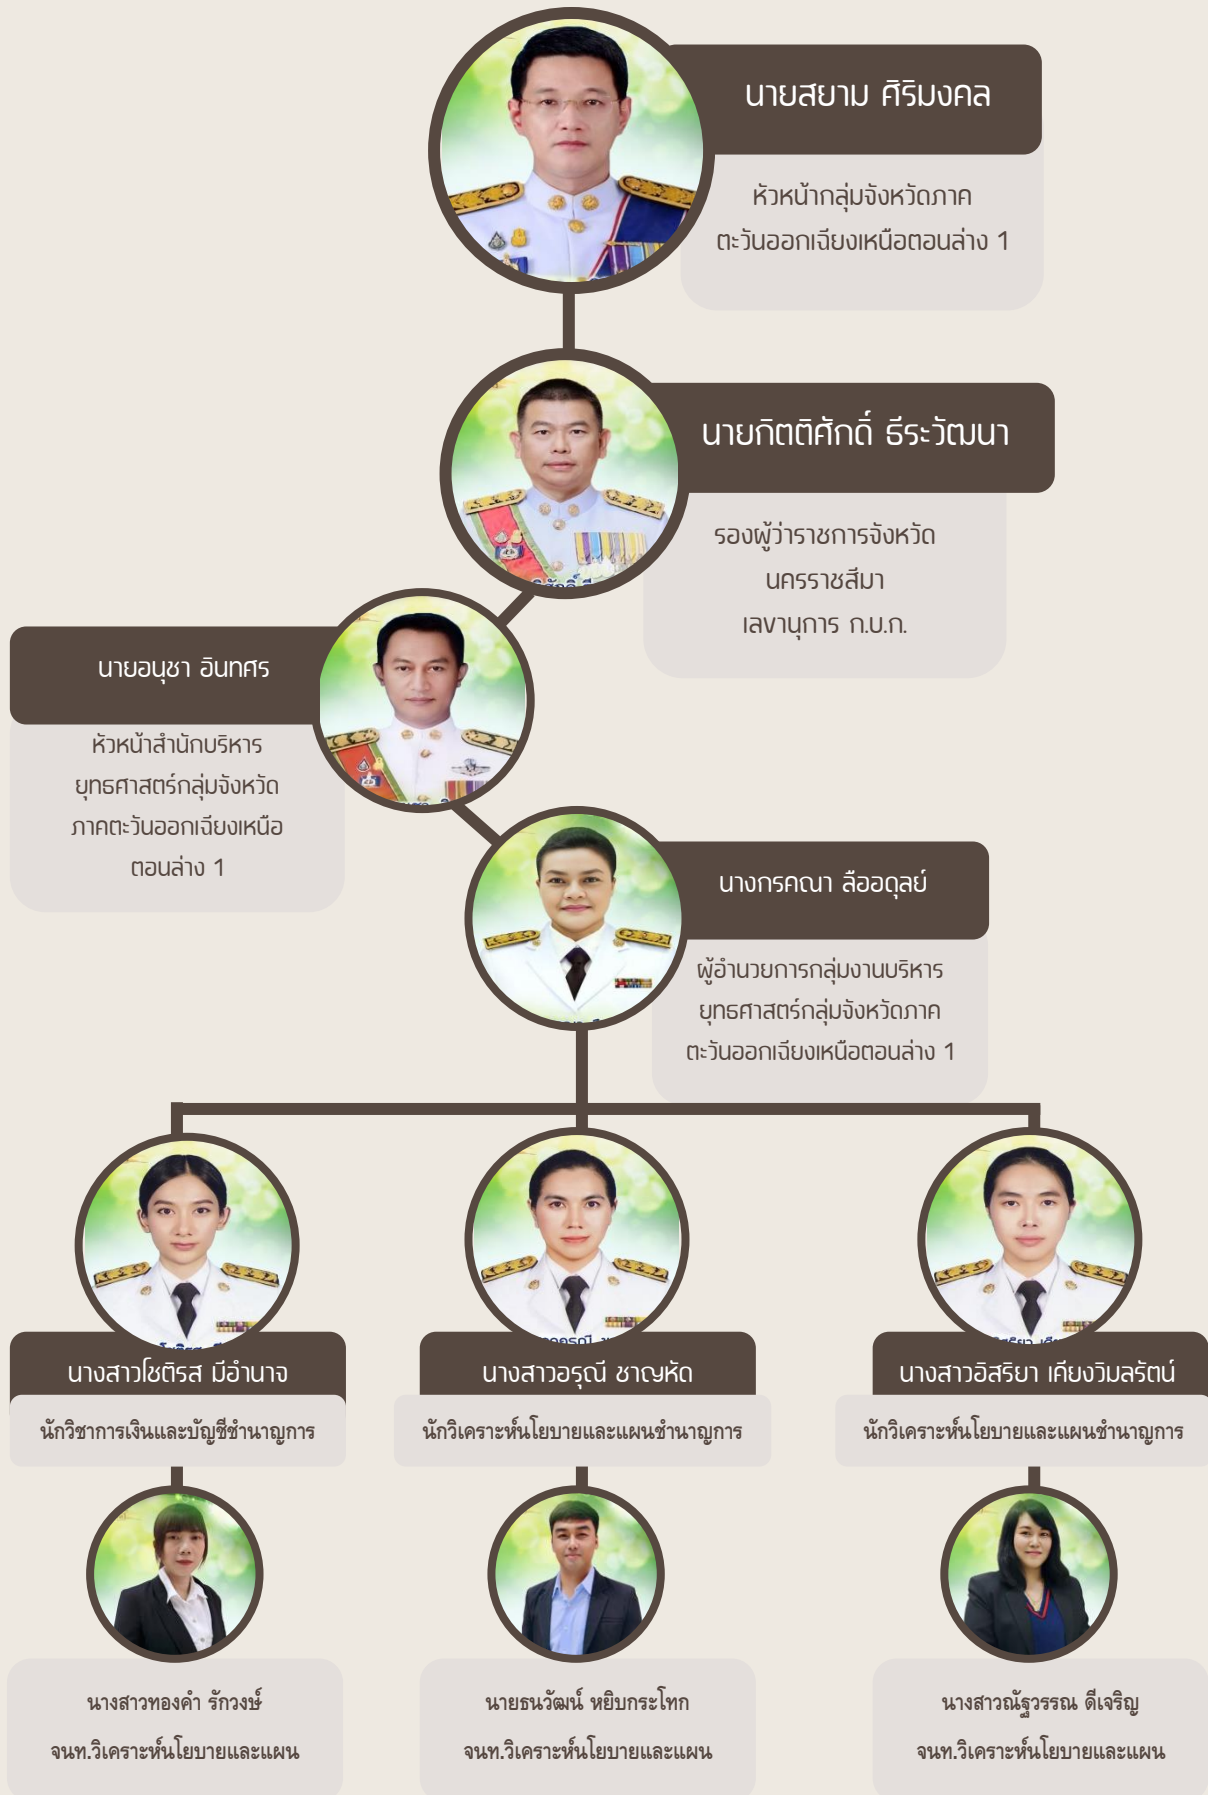 นายสยาม ศิริมงคล
หัวหน้ากลุ่มจังหวัดภาค
ตะวันออกเฉียงเหนือตอนล่าง 1
นายกิตติศักดิ์ ธีระวัฒนา
รองผู้ว่าราชการจังหวัด
นครราชสีมา
เลขานุการ ก.บ.ก.
นายอนุชา อินทศร
หัวหน้าสำนักบริหาร
ยุทธศาสตร์กลุ่มจังหวัด
ภาคตะวันออกเฉียงเหนือ
ตอนล่าง 1
นางกรคณา ลืออดุลย์
ผู้อำนวยการกลุ่มงานบริหาร
ยุทธศาสตร์กลุ่มจังหวัดภาค
ตะวันออกเฉียงเหนือตอนล่าง 1
นางสาวโชติรส มีอำนาจ
นักวิชาการเงินและบัญชีชำนาญการ
นางสาวอรุณี ชาญหัด
นักวิเคราะห์นโยบายและแผนชำนาญการ
นางสาวอิสริยา เคียงวิมลรัตน์
นักวิเคราะห์นโยบายและแผนชำนาญการ
นางสาวทองคำ รักวงษ์
จนท.วิเคราะห์นโยบายและแผน
นายธนวัฒน์ หยิบกระโทก
จนท.วิเคราะห์นโยบายและแผน
นางสาวณัฐวรรณ ดีเจริญ
จนท.วิเคราะห์นโยบายและแผน